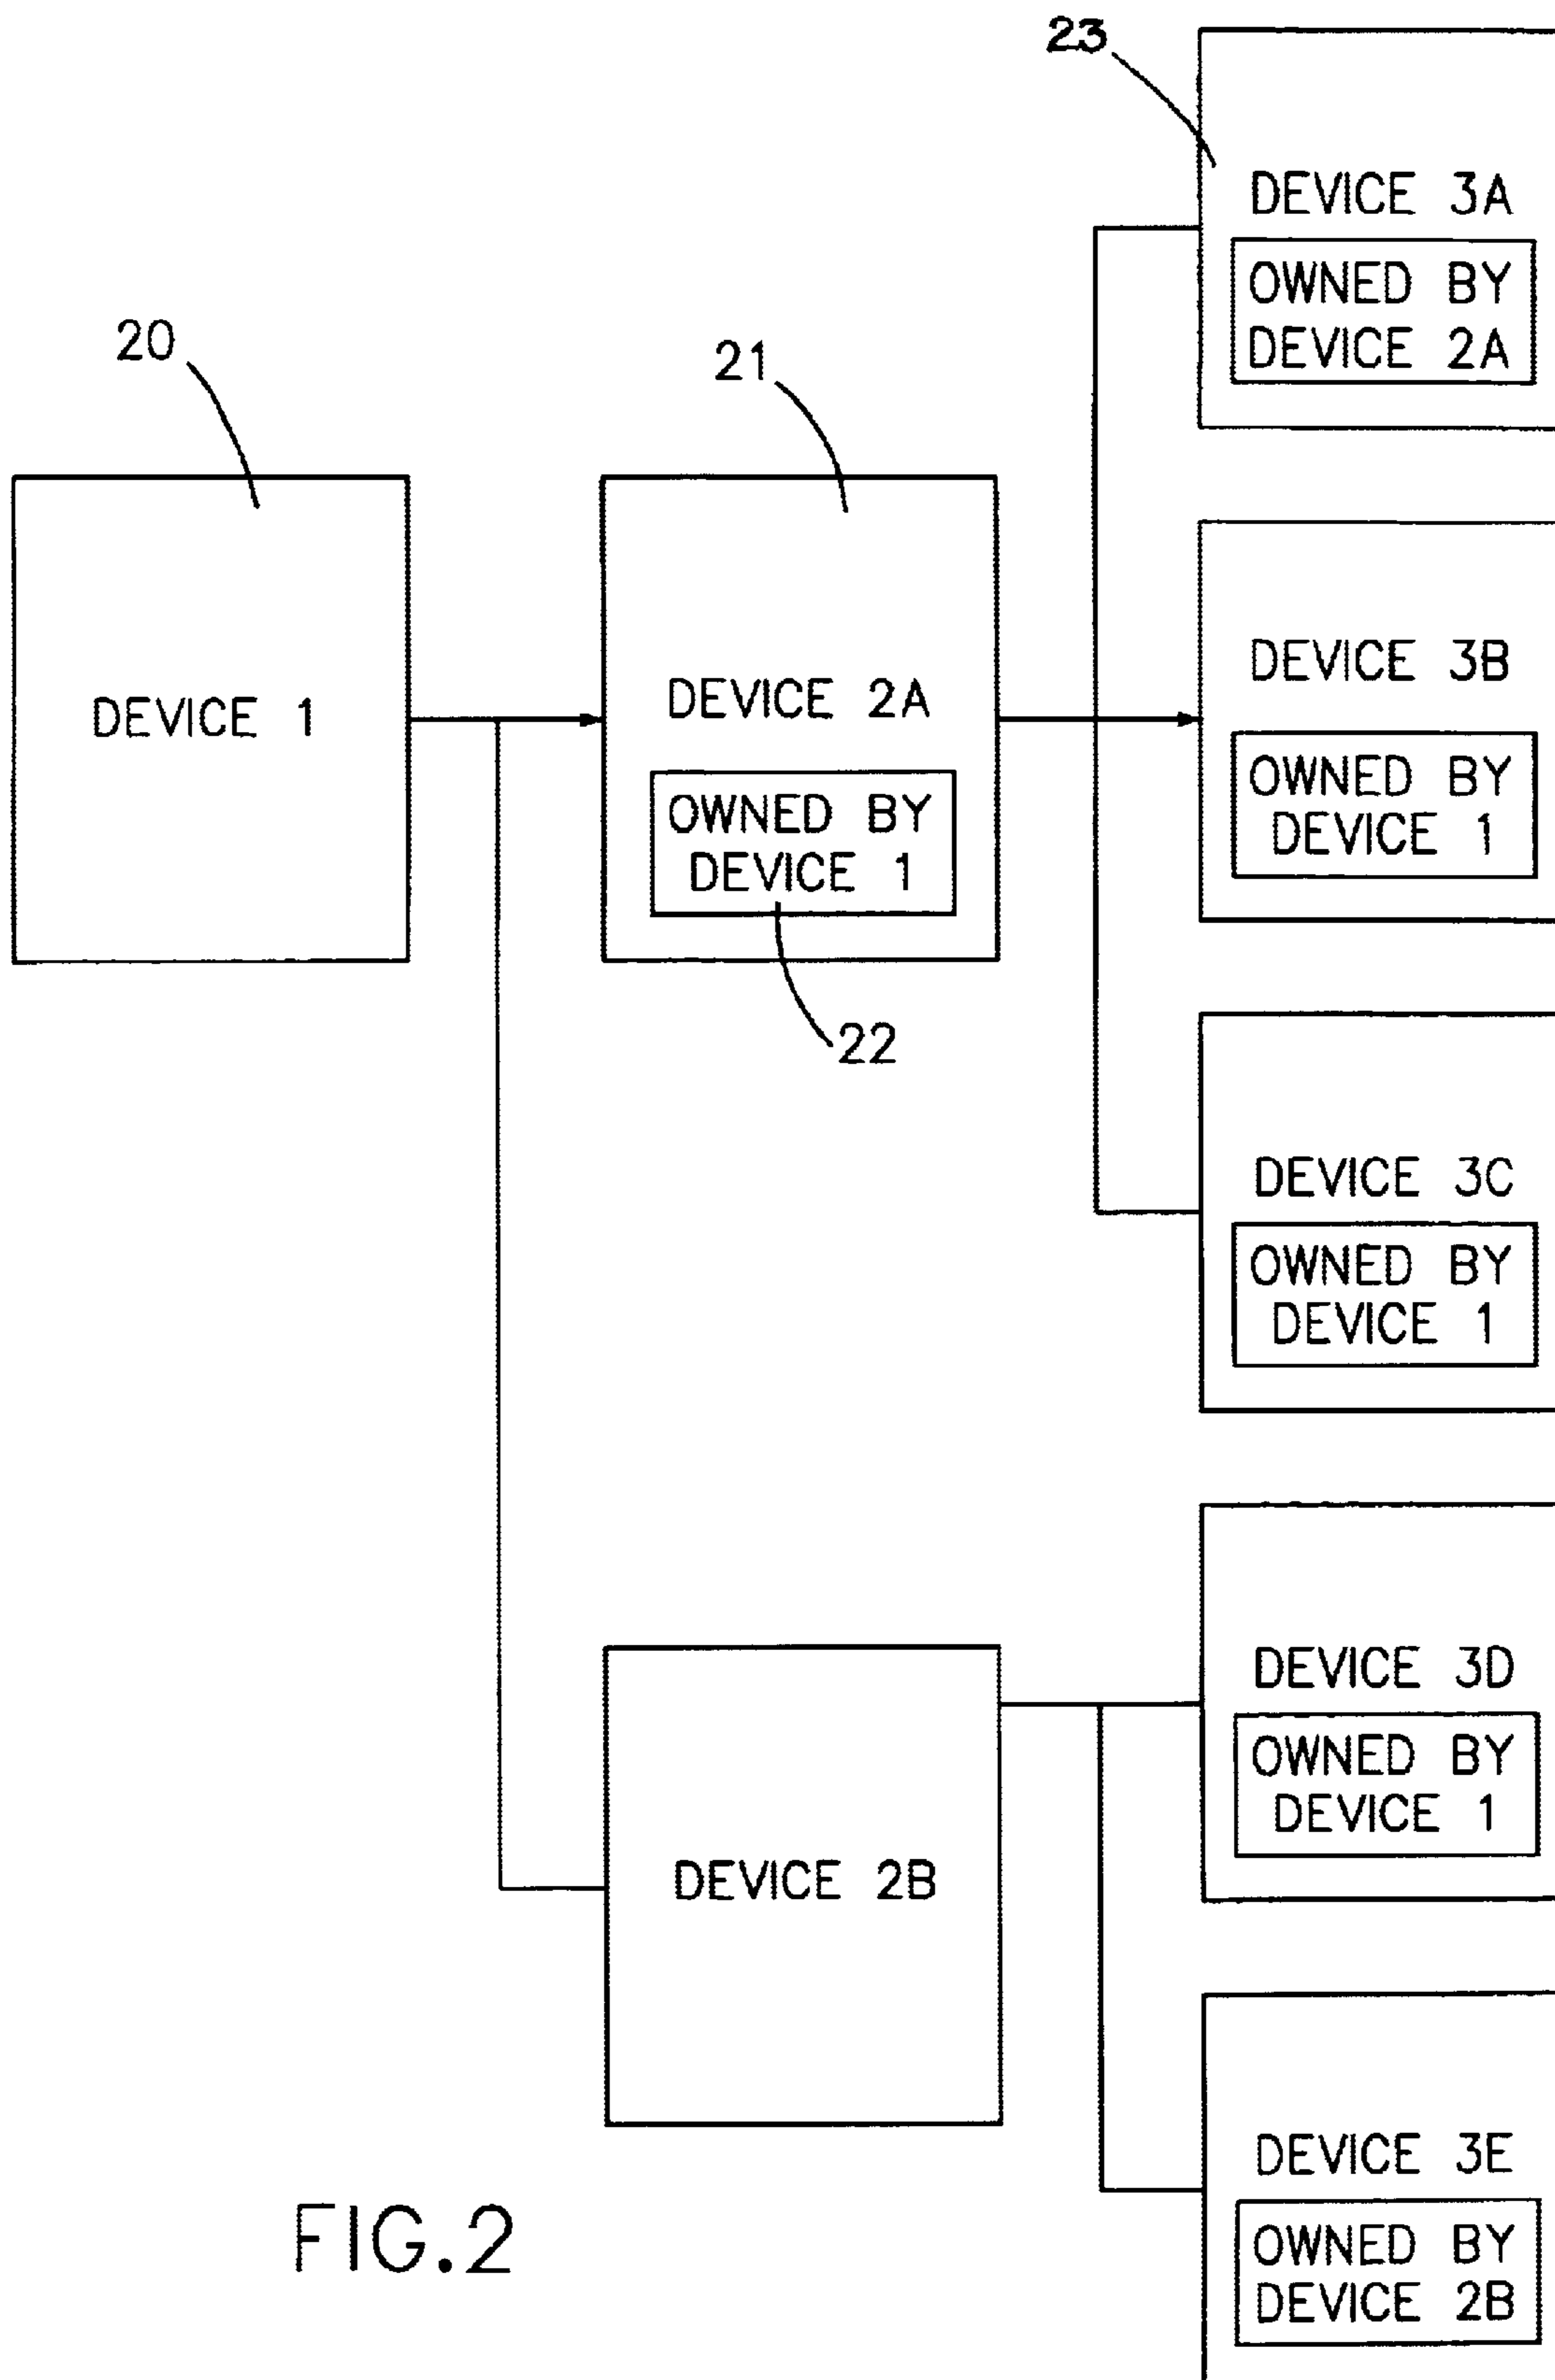 23
DEVICE 3A
OWNED BY
DEVICE 2A
20
21
DEVICE 1
DEVICE 2A
OWNED BY
DEVICE 1
22
DEVICE 3B
OWNED BY
DEVICE 1
DEVICE 3C
OWNED BY
DEVICE 1
DEVICE 2B
DEVICE 3D
OWNED BY
DEVICE 1
DEVICE 3E
OWNED BY
DEVICE 2B
FIG.2